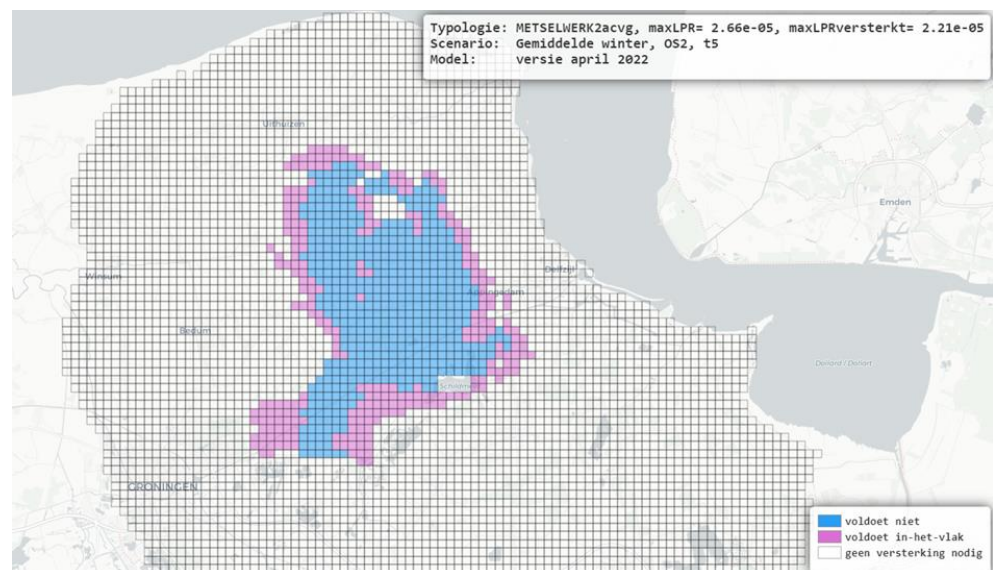 Typologie: METSELWERK2acvg, maxLPR= 2.66e-05, maxLPRversterkt= 2.21e-05
Scenario: Gemiddelde winter, OS2, t5
Model: versie april 2022
Uithuizen
Emden
Delfzijl
Winsum
Appingedam
Bedum
Dollard / Dollart
GRONINGEN
voldoet niet
voldoet in-het-vlak
geen versterking nodig